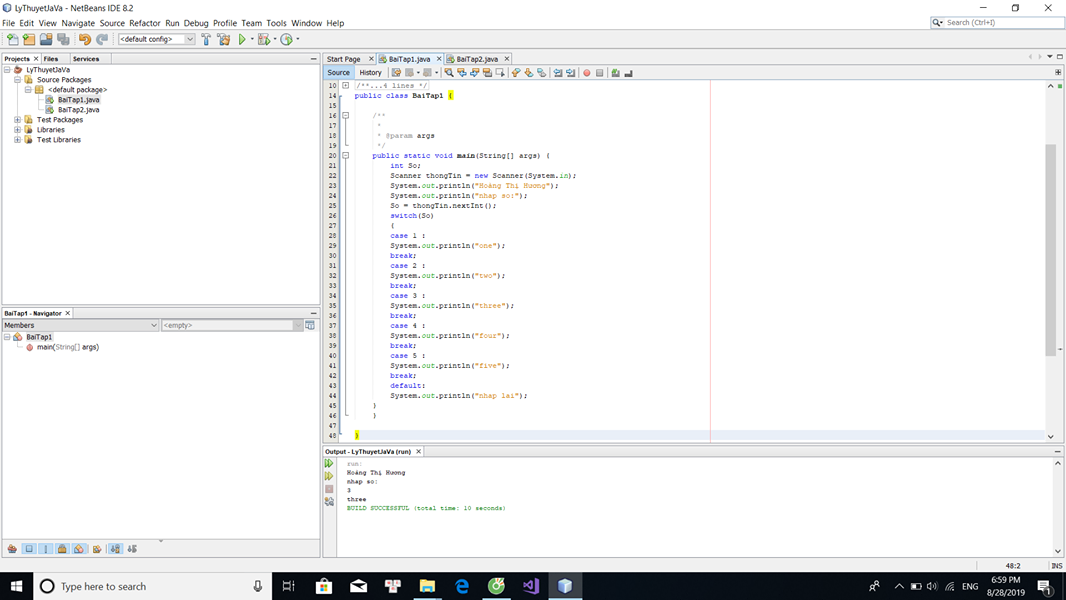 LyThuyetJaVa - NetBeans IDE 8.2
File Edit View Navigate Source Refactor Run Debug Profile Team Tools Window Help
Search (Ctrl+I)
<default config>
Projects Files Services
LyThuyetJaVa
Source Packages
<default package>
BaiTap1.java
BaiTap2.java
Test Packages
Libraries
Test Libraries
BaiTap1 - Navigator
Members <empty>
BaiTap1
main(String[] args)
Start Page BaiTap1.java BaiTap2.java
Source History
10 /**...4 lines */
14 public class BaiTap1 {
15
16 /**
17 *
18 * @param args
19 */
20 public static void main(String[] args) {
21 int So;
22 Scanner thongTin = new Scanner(System.in);
23 System.out.println("Hoàng Thị Hương");
24 System.out.println("nhap so:");
25 So = thongTin.nextInt();
26 switch(So)
27 {
28 case 1 :
29 System.out.println("one");
30 break;
31 case 2 :
32 System.out.println("two");
33 break;
34 case 3 :
35 System.out.println("three");
36 break;
37 case 4 :
38 System.out.println("four");
39 break;
40 case 5 :
41 System.out.println("five");
42 break;
43 default:
44 System.out.println("nhap lai");
45 }
46 }
47
48 }
Output - LyThuyetJaVa (run)
run:
Hoàng Thị Hương
nhap so:
3
three
BUILD SUCCESSFUL (total time: 10 seconds)
48:2 INS
Type here to search
ENG
6:59 PM
8/28/2019
1